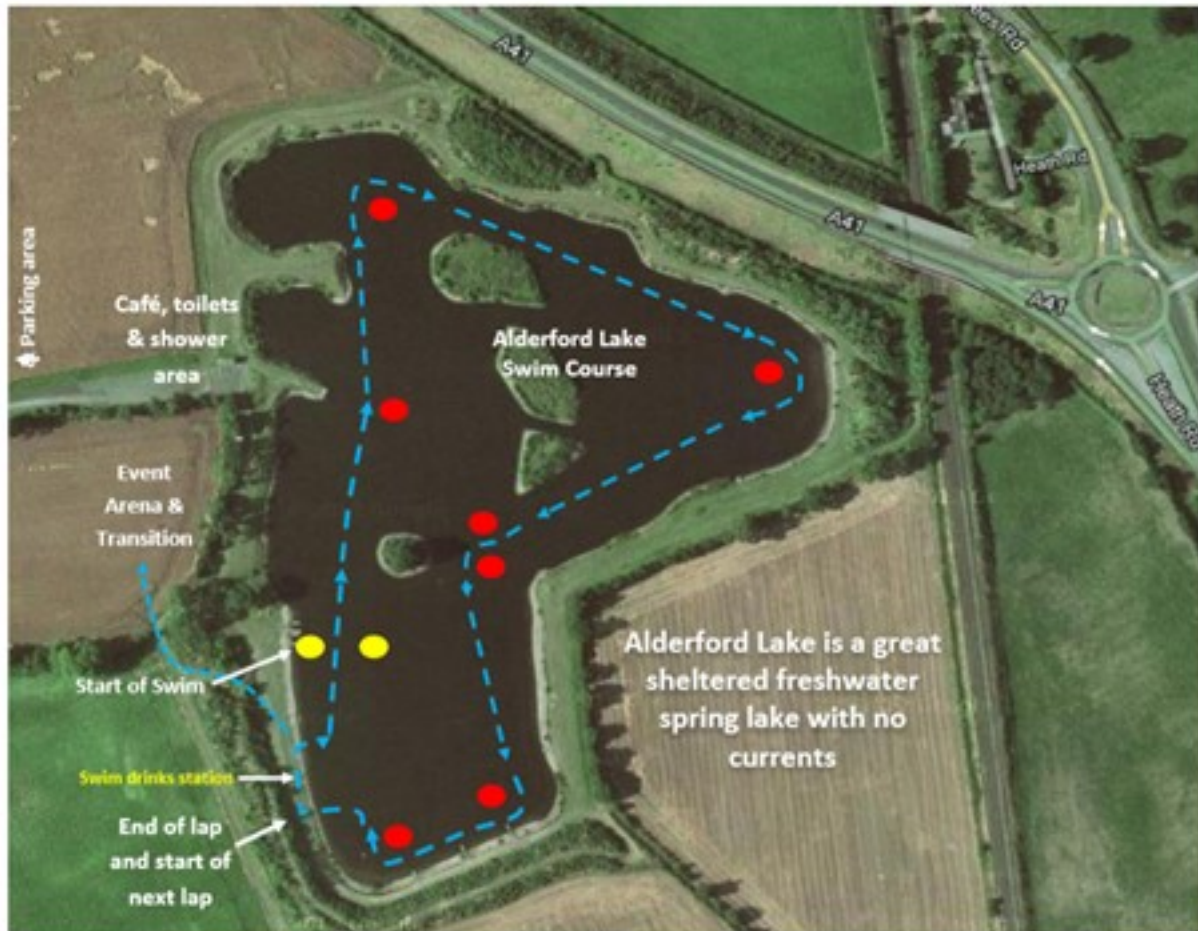 A41
Heath Rd
A41
A41
Heath Rd
Parking area
Café, toilets
& shower
area
Alderford Lake
Swim Course
Event
Arena &
Transition
Start of Swim
Alderford Lake is a great
sheltered freshwater
spring lake with no
currents
Swim drinks station
End of lap
and start of
next lap